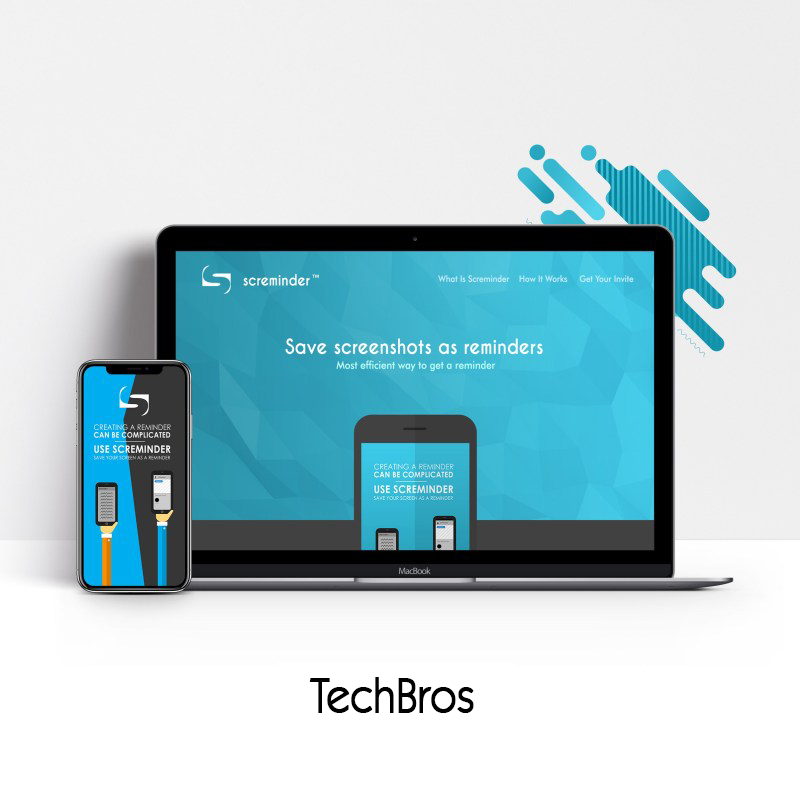 screminder™
What Is Screminder
How It Works
Get Your Invite
Save screenshots as reminders
Most efficient way to get a reminder
CREATING A REMINDER
CAN BE COMPLICATED
USE SCREMINDER
SAVE YOUR SCREEN AS A REMINDER
CREATING A REMINDER
CAN BE COMPLICATED
USE SCREMINDER
SAVE YOUR SCREEN AS A REMINDER
MacBook
TechBros